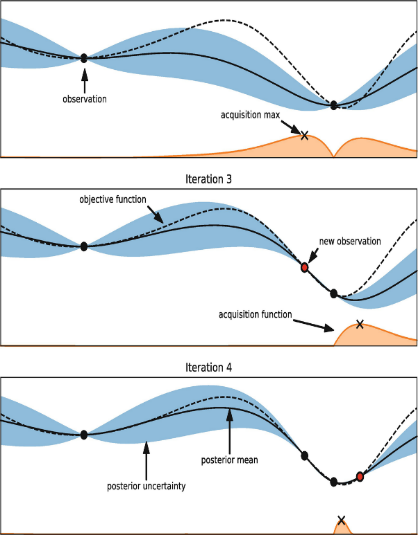 observation
acquisition max
Iteration 3
objective function
new observation
acquisition function
Iteration 4
posterior mean
posterior uncertainty